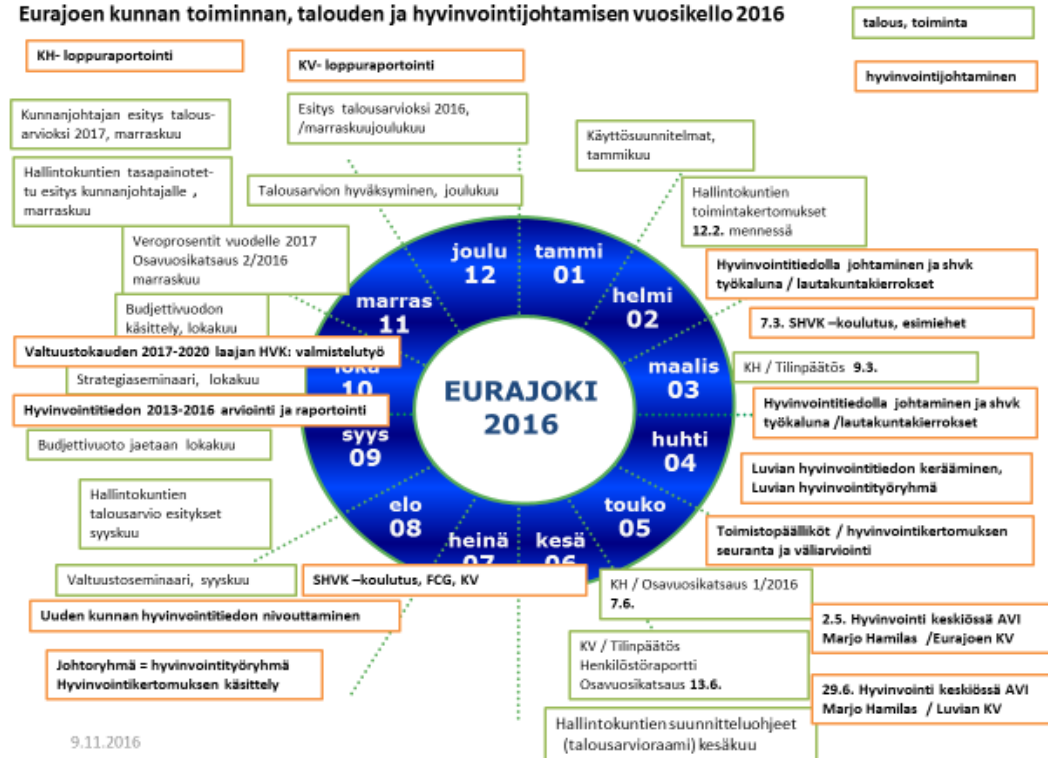 Eurajoen kunnan toiminnan, talouden ja hyvinvointijohtamisen vuosikello 2016
talous, toiminta
hyvinvointijohtaminen
KH- loppuraportointi
KV- loppuraportointi
Kunnanjohtajan esitys talous-
arvioksi 2017, marraskuu
Esitys talousarvioksi 2016,
/marraskuujoulukuu
Käyttösuunnitelmat,
tammikuu
Hallintokuntien tasapainotet-
tu esitys kunnanjohtajalle ,
marraskuu
Talousarvion hyväksyminen, joulukuu
Hallintokuntien
toimintakertomukset
12.2. mennessä
Veroprosentit vuodelle 2017
Osavuosikatsaus 2/2016
marraskuu
Hyvinvointitiedolla johtaminen ja shvk
työkaluna / lautakuntakierrokset
Budjettivuodon
käsittely, lokakuu
7.3. SHVK –koulutus, esimiehet
Valtuustokauden 2017-2020 laajan HVK: valmistelutyö
Strategiaseminaari, lokakuu
KH / Tilinpäätös 9.3.
Hyvinvointitiedon 2013-2016 arviointi ja raportointi
Hyvinvointitiedolla johtaminen ja shvk
työkaluna /lautakuntakierrokset
Budjettivuoto jaetaan lokakuu
Luvian hyvinvointitiedon kerääminen,
Luvian hyvinvointityöryhmä
Hallintokuntien
talousarvio esitykset
syyskuu
Toimistopäälliköt / hyvinvointikertomuksen
seuranta ja väliarviointi
Valtuustoseminaari, syyskuu
SHVK –koulutus, FCG, KV
KH / Osavuosikatsaus 1/2016
7.6.
Uuden kunnan hyvinvointitiedon nivouttaminen
2.5. Hyvinvointi keskiössä AVI
Marjo Hamilas /Eurajoen KV
KV / Tilinpäätös
Henkilöstöraportti
Osavuosikatsaus 13.6.
Johtoryhmä = hyvinvointityöryhmä
Hyvinvointikertomuksen käsittely
29.6. Hyvinvointi keskiössä AVI
Marjo Hamilas / Luvian KV
Hallintokuntien suunnitteluohjeet
(talousarvioraami) kesäkuu
EURAJOKI
2016
tammi
01
helmi
02
maalis
03
huhti
04
touko
05
kesä
06
heinä
07
elo
08
syys
09
loka
10
marras
11
joulu
12
9.11.2016